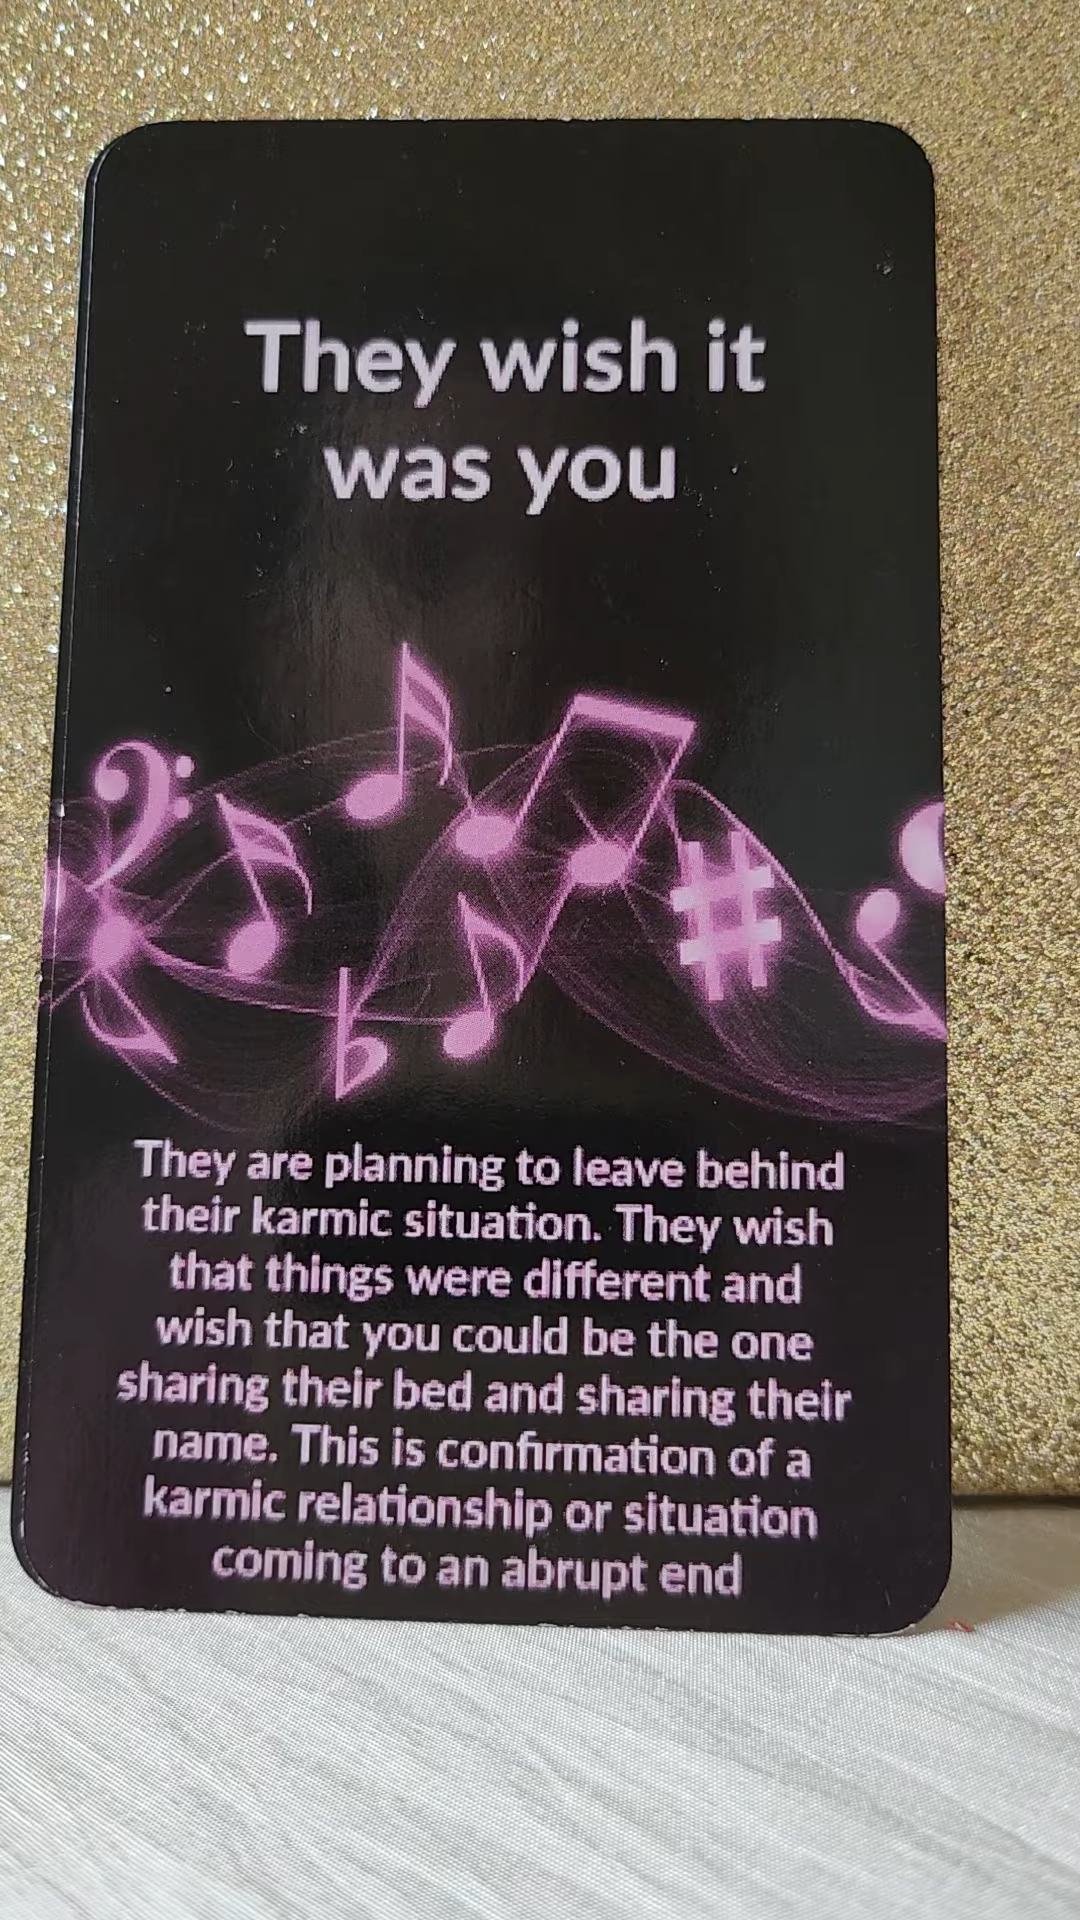 They wish it
was you
They are planning to leave behind
their karmic situation. They wish
that things were different and
wish that you could be the one
sharing their bed and sharing their
name. This is confirmation of a
karmic relationship or situation
coming to an abrupt end